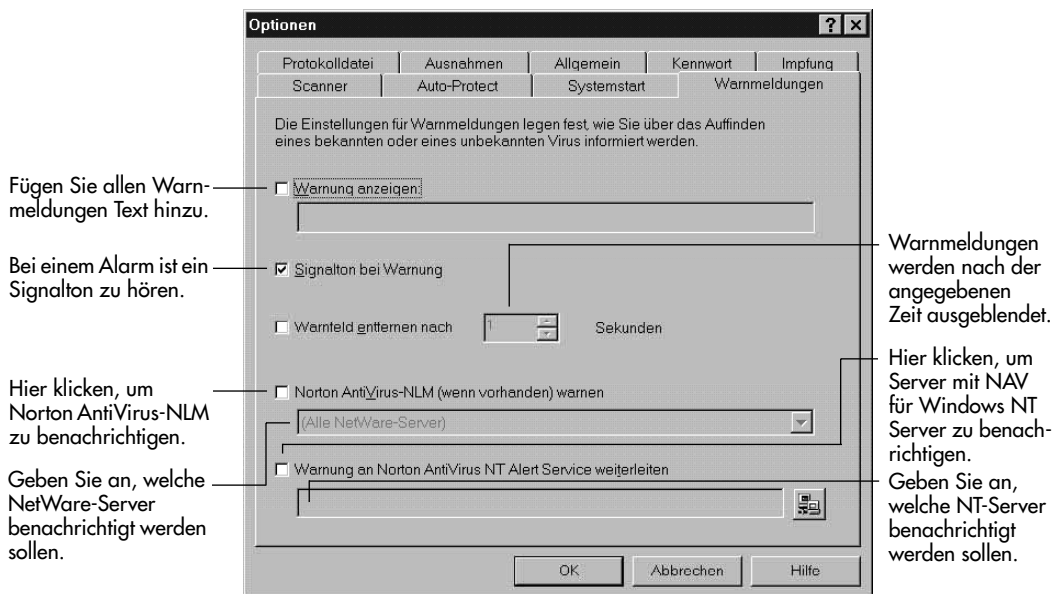 Optionen
Protokolldatei
Ausnahmen
Allgemein
Kennwort
Impfung
Scanner
Auto-Protect
Systemstart
Warnmeldungen
Die Einstellungen für Warnmeldungen legen fest, wie Sie über das Auffinden
eines bekannten oder eines unbekannten Virus informiert werden.
Fügen Sie allen Warn-
meldungen Text hinzu.
Warnung anzeigen:
Bei einem Alarm ist ein
Signalton zu hören.
Signalton bei Warnung
Warnmeldungen
werden nach der
angegebenen
Zeit ausgeblendet.
Warnfeld entfernen nach
1
Sekunden
Hier klicken, um
Norton AntiVirus-NLM
zu benachrichtigen.
Norton AntiVirus-NLM (wenn vorhanden) warnen
(Alle NetWare-Server)
Hier klicken, um
Server mit NAV
für Windows NT
Server zu benach-
richtigen.
Geben Sie an, welche
NetWare-Server
benachrichtigt werden
sollen.
Warnung an Norton AntiVirus NT Alert Service weiterleiten
Geben Sie an,
welche NT-Server
benachrichtigt
werden sollen.
OK
Abbrechen
Hilfe